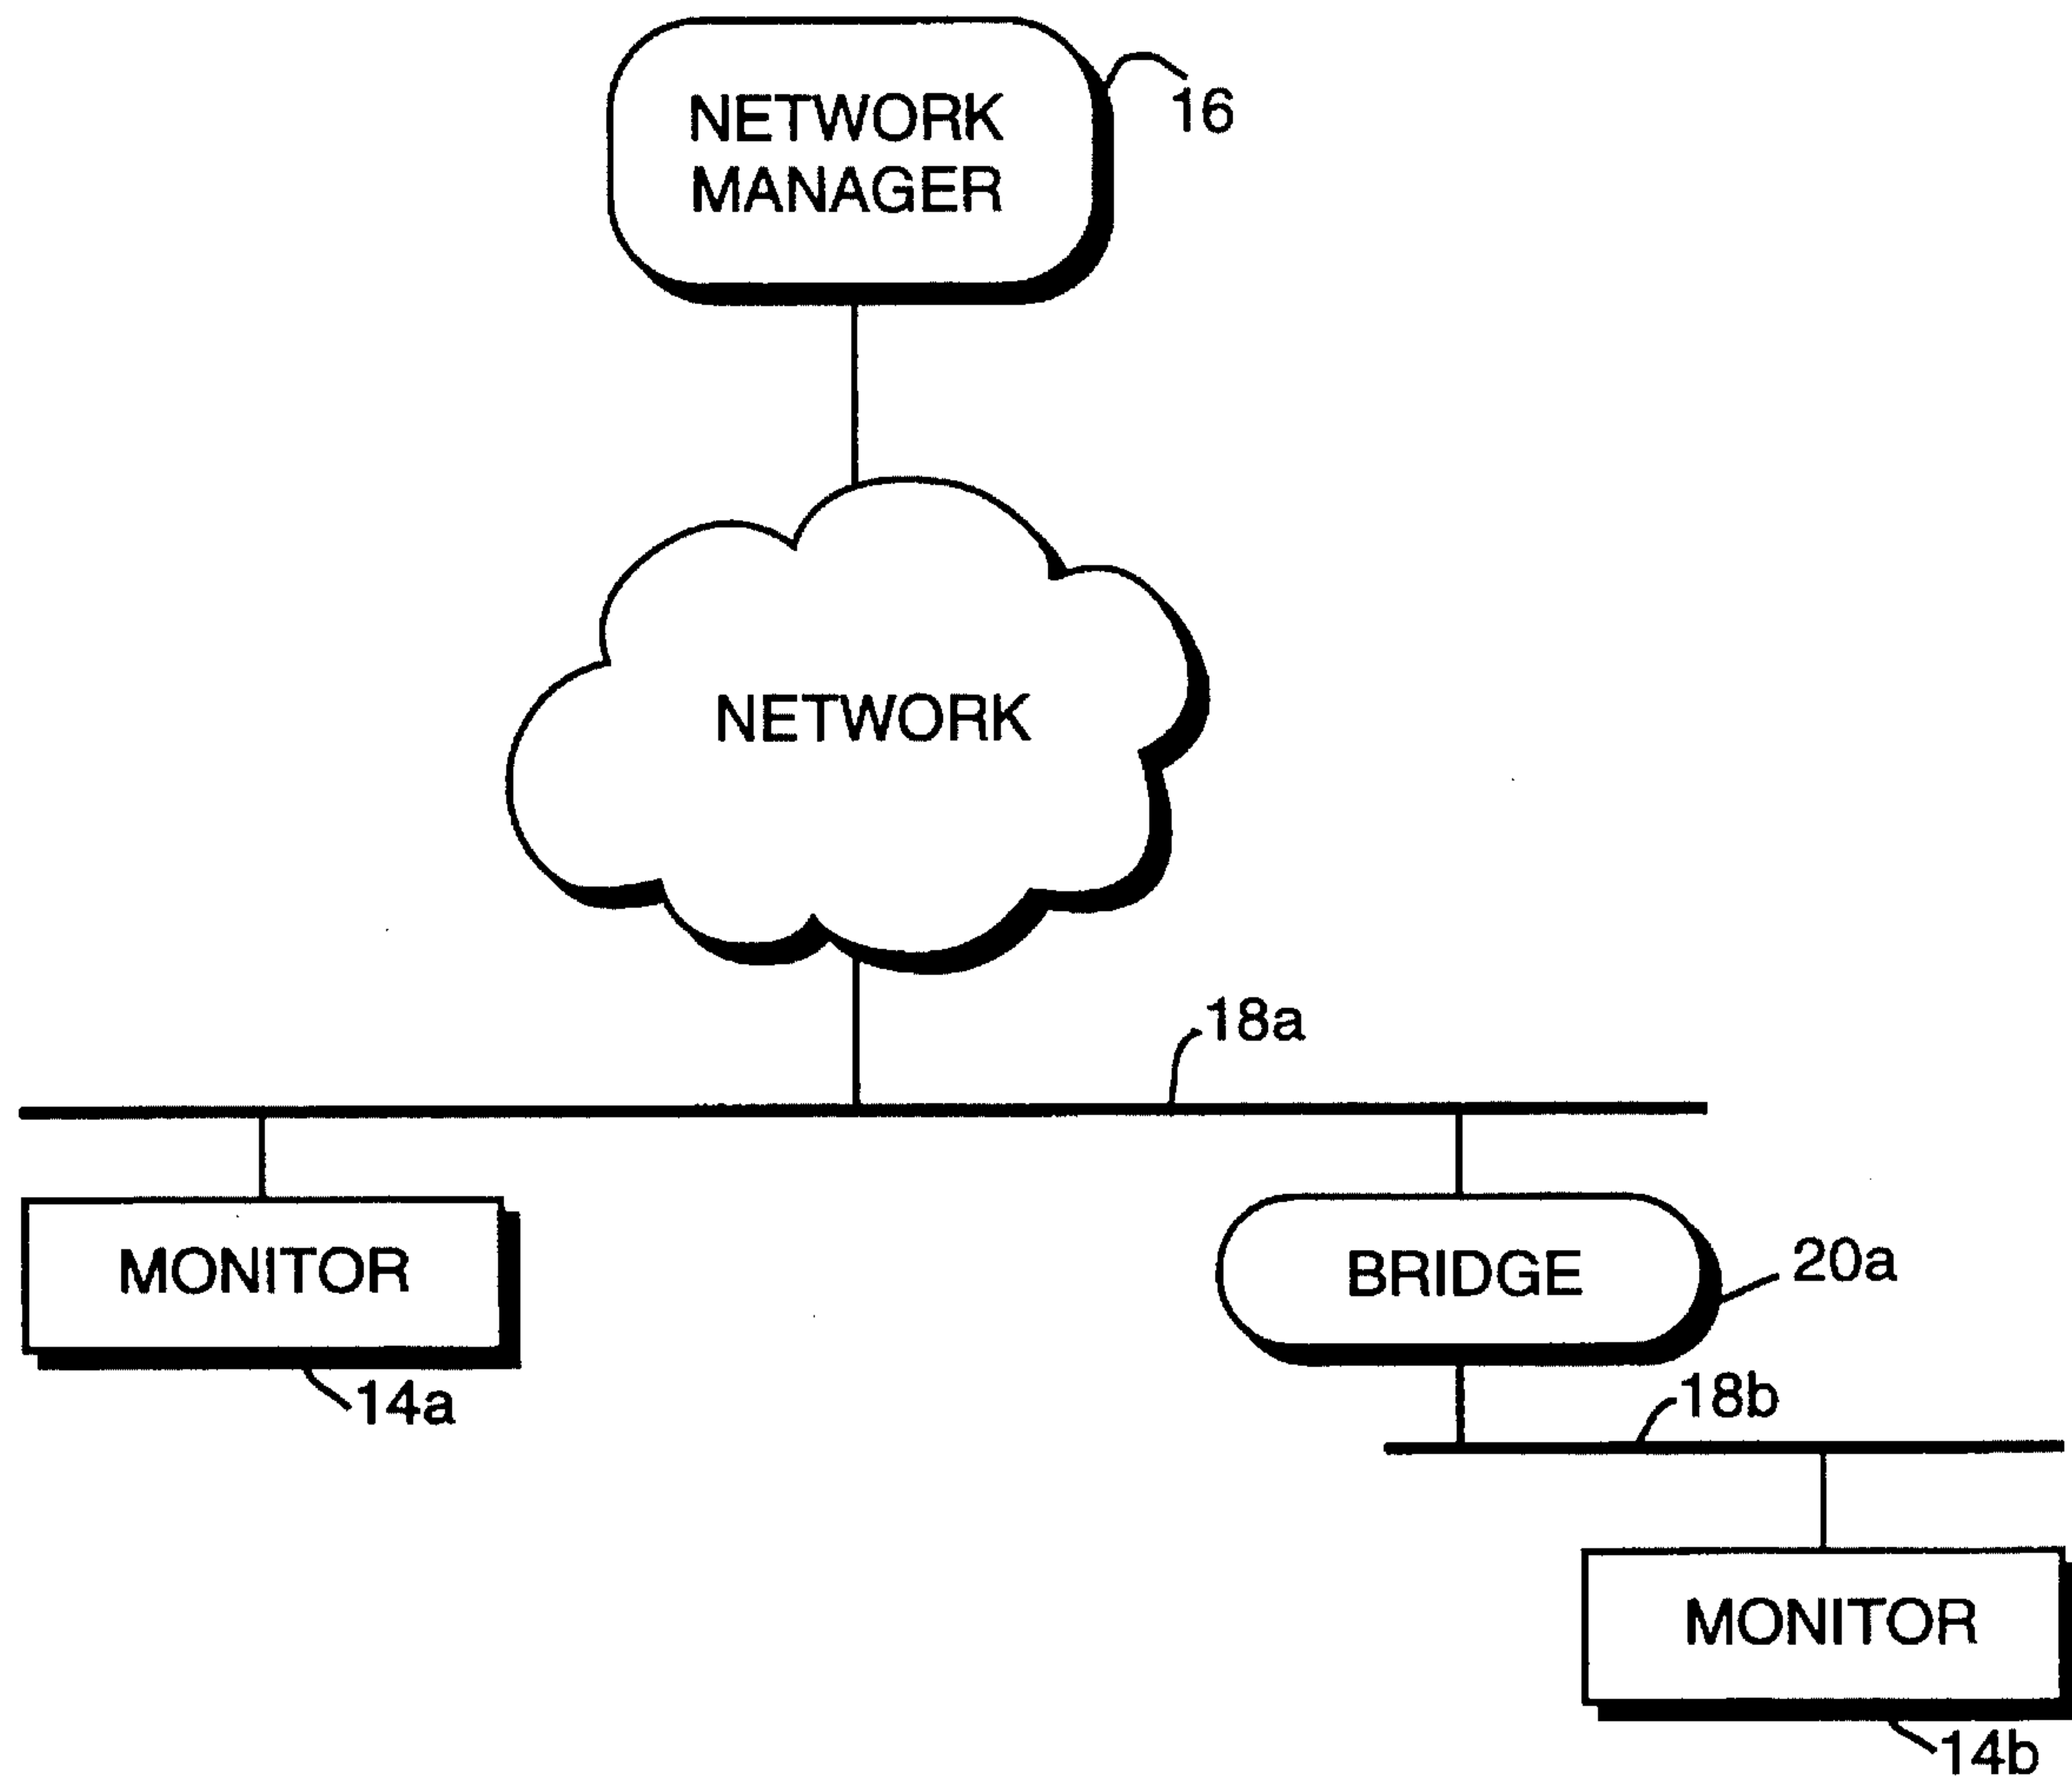 NETWORK
MANAGER
16
NETWORK
18a
MONITOR
BRIDGE
20a
14a
18b
MONITOR
14b